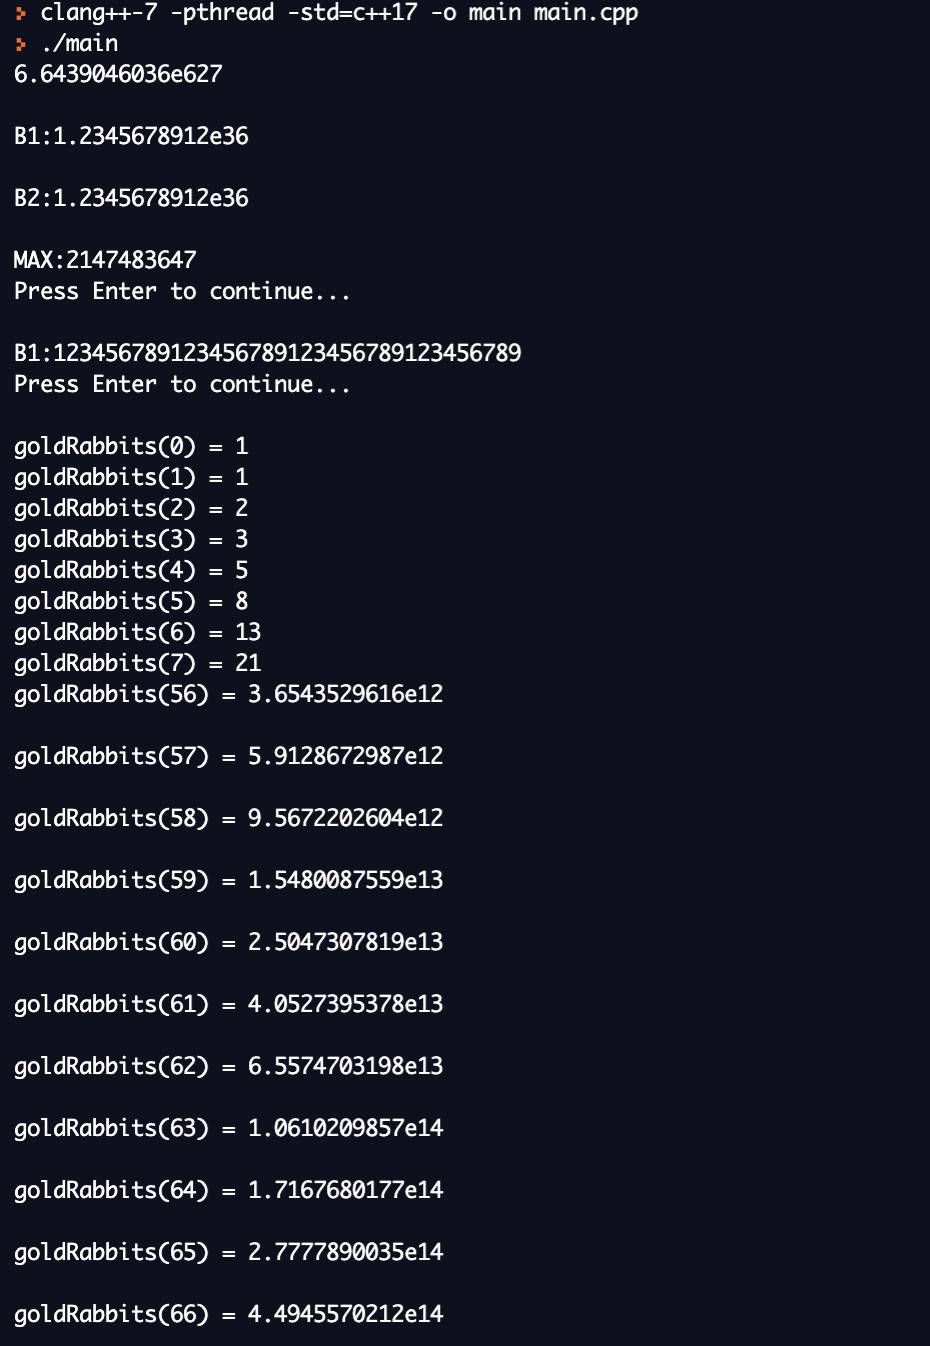 > clang++-7 -pthread -std=c++17 -o main main.cpp
> ./main
6.6439046036e627
B1:1.2345678912e36
B2:1.2345678912e36
MAX:2147483647
Press Enter to continue...
B1:123456789123456789123456789123456789
Press Enter to continue...
goldRabbits(0) = 1
goldRabbits(1) = 1
goldRabbits(2) = 2
goldRabbits(3) = 3
goldRabbits(4) = 5
goldRabbits(5) = 8
goldRabbits(6) = 13
goldRabbits(7) = 21
goldRabbits(56) = 3.6543529616e12
goldRabbits(57) = 5.9128672987e12
goldRabbits(58) = 9.5672202604e12
goldRabbits(59) = 1.5480087559e13
goldRabbits(60) = 2.5047307819e13
goldRabbits(61) = 4.0527395378e13
goldRabbits(62) = 6.5574703198e13
goldRabbits(63) = 1.0610209857e14
goldRabbits(64) = 1.7167680177e14
goldRabbits(65) = 2.7777890035e14
goldRabbits(66) = 4.4945570212e14